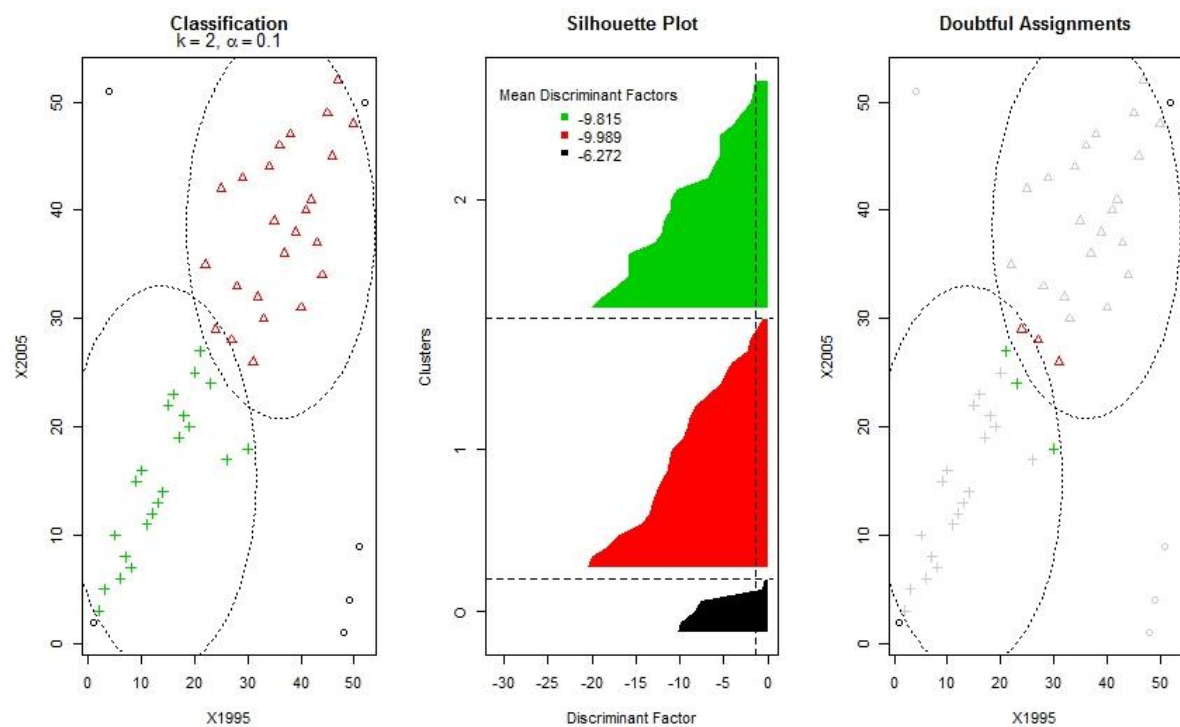 Classification
k = 2, α = 0.1
X2005
50
40
30
20
10
0
0 10 20 30 40 50
X1995
Silhouette Plot
Mean Discriminant Factors
-9.815
-9.989
-6.272
Clusters
2
1
O
-30 -25 -20 -15 -10 -5 0
Discriminant Factor
Doubtful Assignments
X2005
50
40
30
20
10
0
0 10 20 30 40 50
X1995